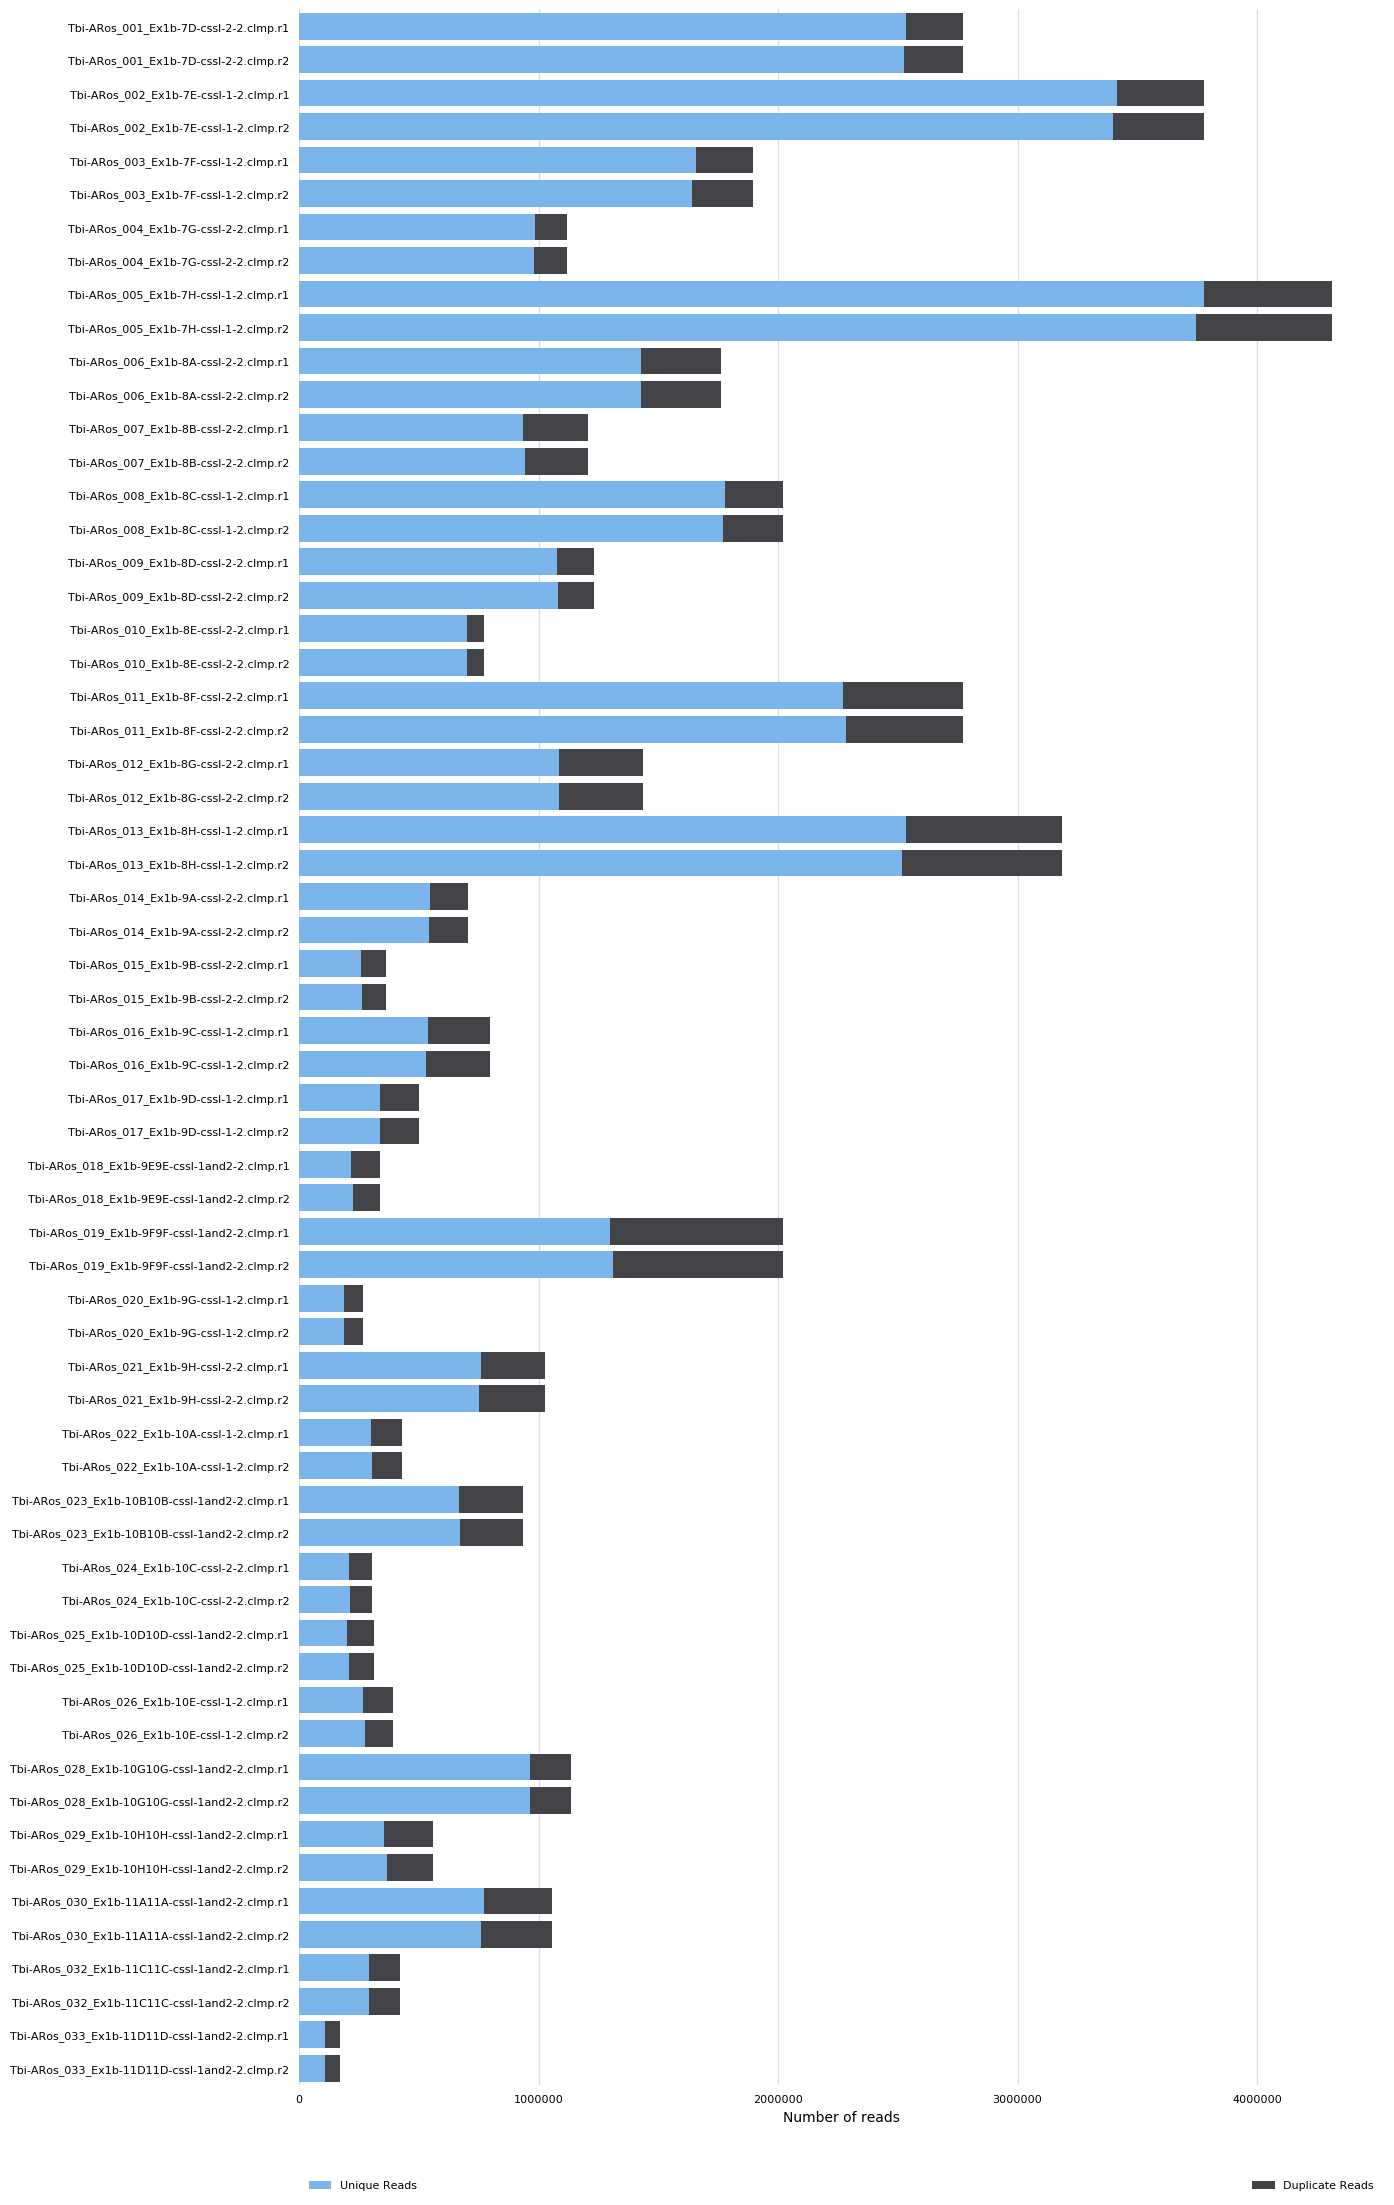 Tbi-ARos_001_Ex1b-7D-cssl-2-2.clmp.r1
Tbi-ARos_001_Ex1b-7D-cssl-2-2.clmp.r2
Tbi-ARos_002_Ex1b-7E-cssl-1-2.clmp.r1
Tbi-ARos_002_Ex1b-7E-cssl-1-2.clmp.r2
Tbi-ARos_003_Ex1b-7F-cssl-1-2.clmp.r1
Tbi-ARos_003_Ex1b-7F-cssl-1-2.clmp.r2
Tbi-ARos_004_Ex1b-7G-cssl-2-2.clmp.r1
Tbi-ARos_004_Ex1b-7G-cssl-2-2.clmp.r2
Tbi-ARos_005_Ex1b-7H-cssl-1-2.clmp.r1
Tbi-ARos_005_Ex1b-7H-cssl-1-2.clmp.r2
Tbi-ARos_006_Ex1b-8A-cssl-2-2.clmp.r1
Tbi-ARos_006_Ex1b-8A-cssl-2-2.clmp.r2
Tbi-ARos_007_Ex1b-8B-cssl-2-2.clmp.r1
Tbi-ARos_007_Ex1b-8B-cssl-2-2.clmp.r2
Tbi-ARos_008_Ex1b-8C-cssl-1-2.clmp.r1
Tbi-ARos_008_Ex1b-8C-cssl-1-2.clmp.r2
Tbi-ARos_009_Ex1b-8D-cssl-2-2.clmp.r1
Tbi-ARos_009_Ex1b-8D-cssl-2-2.clmp.r2
Tbi-ARos_010_Ex1b-8E-cssl-2-2.clmp.r1
Tbi-ARos_010_Ex1b-8E-cssl-2-2.clmp.r2
Tbi-ARos_011_Ex1b-8F-cssl-2-2.clmp.r1
Tbi-ARos_011_Ex1b-8F-cssl-2-2.clmp.r2
Tbi-ARos_012_Ex1b-8G-cssl-2-2.clmp.r1
Tbi-ARos_012_Ex1b-8G-cssl-2-2.clmp.r2
Tbi-ARos_013_Ex1b-8H-cssl-1-2.clmp.r1
Tbi-ARos_013_Ex1b-8H-cssl-1-2.clmp.r2
Tbi-ARos_014_Ex1b-9A-cssl-2-2.clmp.r1
Tbi-ARos_014_Ex1b-9A-cssl-2-2.clmp.r2
Tbi-ARos_015_Ex1b-9B-cssl-2-2.clmp.r1
Tbi-ARos_015_Ex1b-9B-cssl-2-2.clmp.r2
Tbi-ARos_016_Ex1b-9C-cssl-1-2.clmp.r1
Tbi-ARos_016_Ex1b-9C-cssl-1-2.clmp.r2
Tbi-ARos_017_Ex1b-9D-cssl-1-2.clmp.r1
Tbi-ARos_017_Ex1b-9D-cssl-1-2.clmp.r2
Tbi-ARos_018_Ex1b-9E9E-cssl-1and2-2.clmp.r1
Tbi-ARos_018_Ex1b-9E9E-cssl-1and2-2.clmp.r2
Tbi-ARos_019_Ex1b-9F9F-cssl-1and2-2.clmp.r1
Tbi-ARos_019_Ex1b-9F9F-cssl-1and2-2.clmp.r2
Tbi-ARos_020_Ex1b-9G-cssl-1-2.clmp.r1
Tbi-ARos_020_Ex1b-9G-cssl-1-2.clmp.r2
Tbi-ARos_021_Ex1b-9H-cssl-2-2.clmp.r1
Tbi-ARos_021_Ex1b-9H-cssl-2-2.clmp.r2
Tbi-ARos_022_Ex1b-10A-cssl-1-2.clmp.r1
Tbi-ARos_022_Ex1b-10A-cssl-1-2.clmp.r2
Tbi-ARos_023_Ex1b-10B10B-cssl-1and2-2.clmp.r1
Tbi-ARos_023_Ex1b-10B10B-cssl-1and2-2.clmp.r2
Tbi-ARos_024_Ex1b-10C-cssl-2-2.clmp.r1
Tbi-ARos_024_Ex1b-10C-cssl-2-2.clmp.r2
Tbi-ARos_025_Ex1b-10D10D-cssl-1and2-2.clmp.r1
Tbi-ARos_025_Ex1b-10D10D-cssl-1and2-2.clmp.r2
Tbi-ARos_026_Ex1b-10E-cssl-1-2.clmp.r1
Tbi-ARos_026_Ex1b-10E-cssl-1-2.clmp.r2
Tbi-ARos_028_Ex1b-10G10G-cssl-1and2-2.clmp.r1
Tbi-ARos_028_Ex1b-10G10G-cssl-1and2-2.clmp.r2
Tbi-ARos_029_Ex1b-10H10H-cssl-1and2-2.clmp.r1
Tbi-ARos_029_Ex1b-10H10H-cssl-1and2-2.clmp.r2
Tbi-ARos_030_Ex1b-11A11A-cssl-1and2-2.clmp.r1
Tbi-ARos_030_Ex1b-11A11A-cssl-1and2-2.clmp.r2
Tbi-ARos_032_Ex1b-11C11C-cssl-1and2-2.clmp.r1
Tbi-ARos_032_Ex1b-11C11C-cssl-1and2-2.clmp.r2
Tbi-ARos_033_Ex1b-11D11D-cssl-1and2-2.clmp.r1
Tbi-ARos_033_Ex1b-11D11D-cssl-1and2-2.clmp.r2
0 1000000 2000000 3000000 4000000
Number of reads
Unique Reads Duplicate Reads